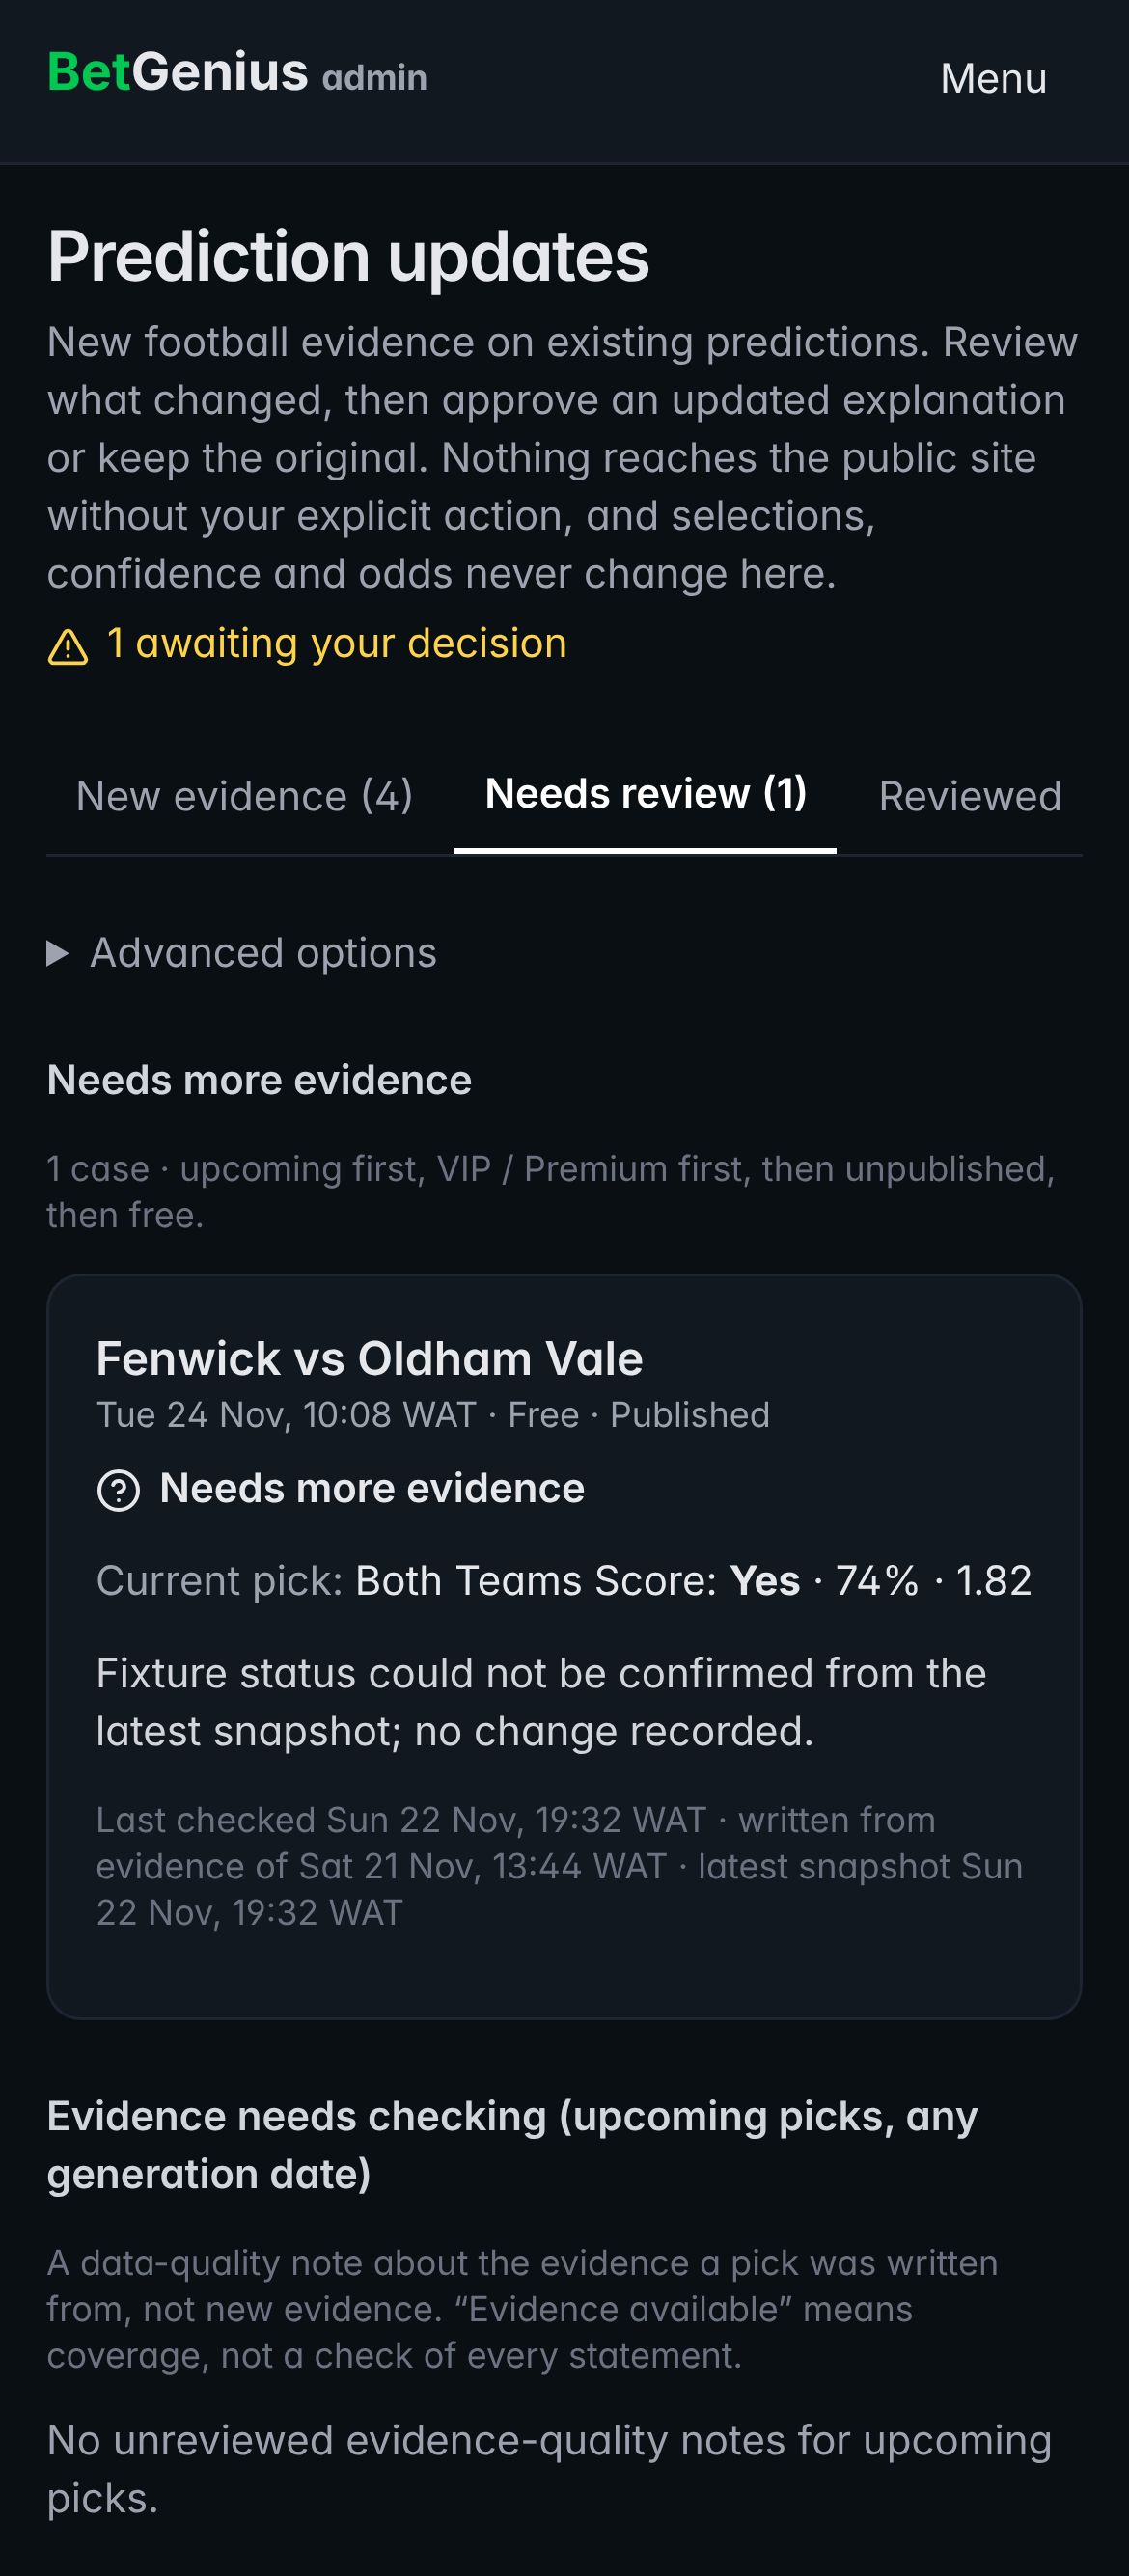 BetGenius admin
Menu
Prediction updates
New football evidence on existing predictions. Review
what changed, then approve an updated explanation
or keep the original. Nothing reaches the public site
without your explicit action, and selections,
confidence and odds never change here.
1 awaiting your decision
New evidence (4)
Needs review (1)
Reviewed
Advanced options
Needs more evidence
1 case · upcoming first, VIP / Premium first, then unpublished,
then free.
Fenwick vs Oldham Vale
Tue 24 Nov, 10:08 WAT · Free · Published
Needs more evidence
Current pick: Both Teams Score: Yes · 74% · 1.82
Fixture status could not be confirmed from the
latest snapshot; no change recorded.
Last checked Sun 22 Nov, 19:32 WAT · written from
evidence of Sat 21 Nov, 13:44 WAT · latest snapshot Sun
22 Nov, 19:32 WAT
Evidence needs checking (upcoming picks, any
generation date)
A data-quality note about the evidence a pick was written
from, not new evidence. “Evidence available” means
coverage, not a check of every statement.
No unreviewed evidence-quality notes for upcoming
picks.